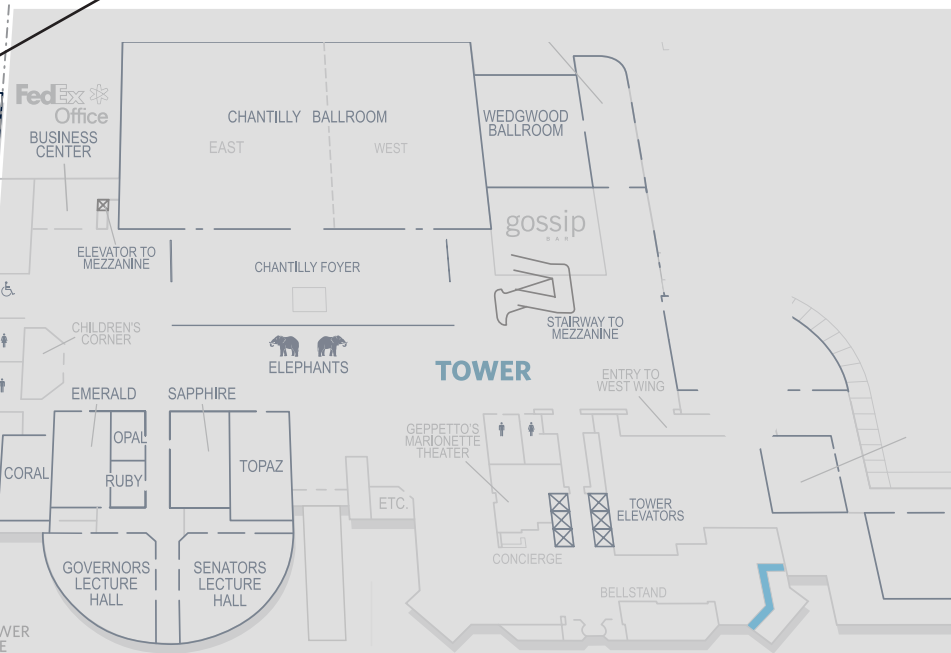 FedEx
Office
BUSINESS
CENTER
CHANTILLY BALLROOM
EAST
WEST
WEDGWOOD
BALLROOM
gossip
BAR
ELEVATOR TO
MEZZANINE
CHANTILLY FOYER
STAIRWAY TO
MEZZANINE
CHILDREN'S
CORNER
ELEPHANTS
TOWER
ENTRY TO
WEST WING
EMERALD
SAPPHIRE
GEPPETTO'S
MARIONETTE
THEATER
OPAL
CORAL
RUBY
TOPAZ
ETC.
TOWER
ELEVATORS
CONCIERGE
GOVERNORS
LECTURE
HALL
SENATORS
LECTURE
HALL
BELLSTAND